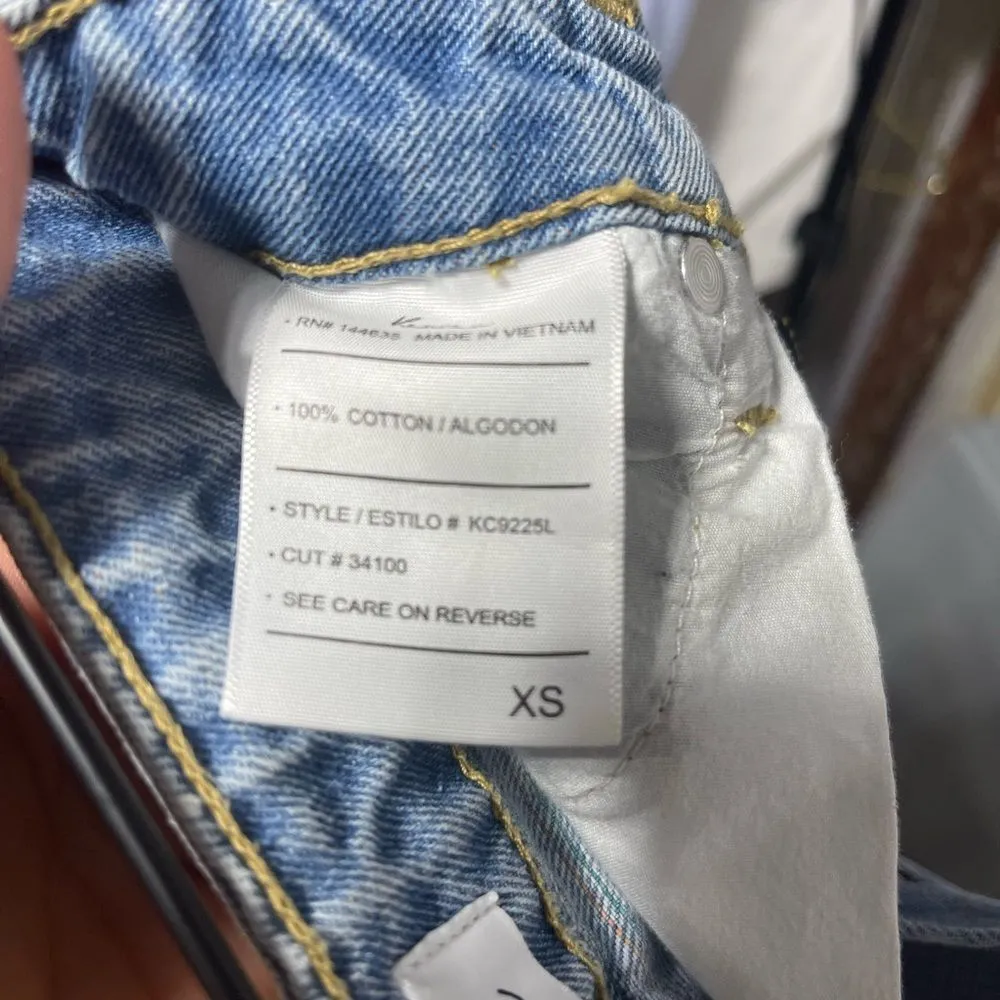 • RN# 144635 MADE IN VIETNAM
• 100% COTTON / ALGODON
• STYLE / ESTILO # KC9225L
• CUT # 34100
• SEE CARE ON REVERSE
XS